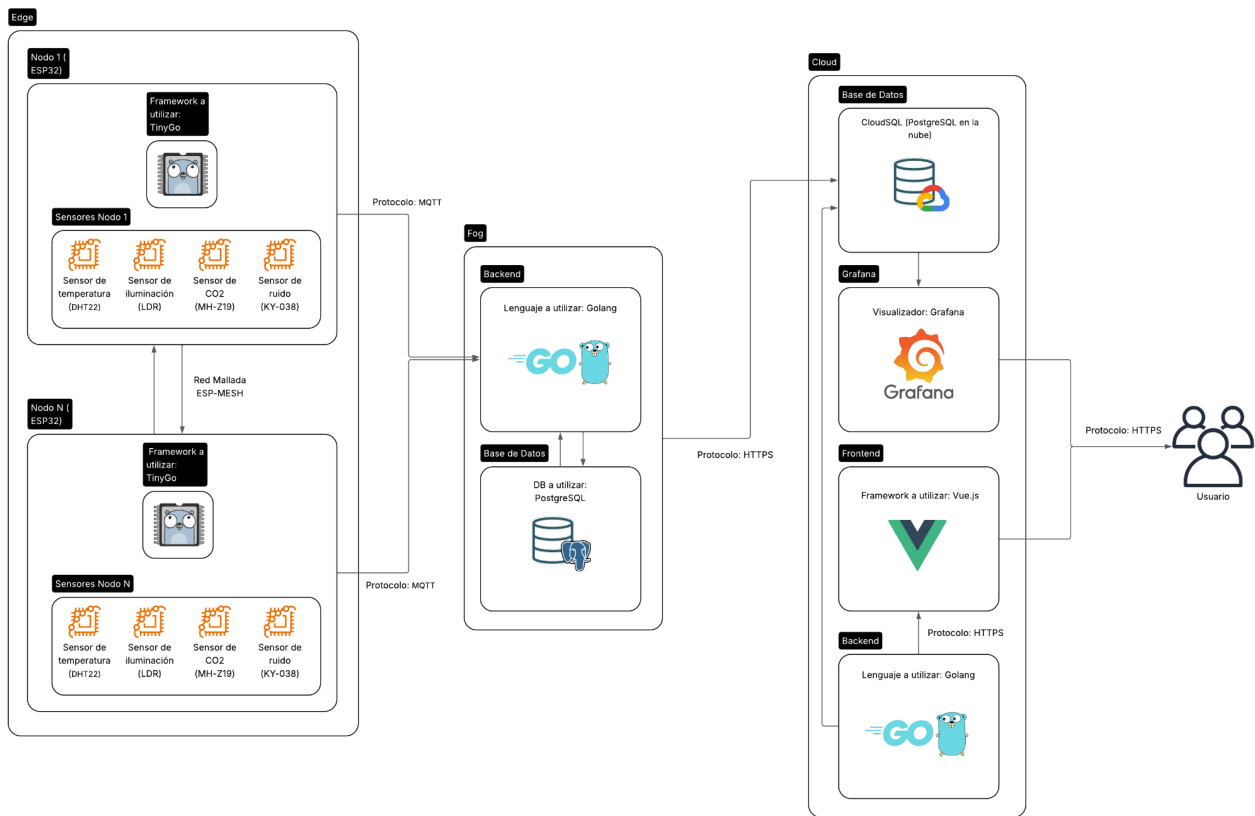 Edge
Nodo 1 (
ESP32)
Framework a
utilizar:
TinyGo
Sensores Nodo 1
Sensor de
temperatura
(DHT22)
Sensor de
iluminación
(LDR)
Sensor de
CO2
(MH-Z19)
Sensor de
ruido
(KY-038)
Red Mallada
ESP-MESH
Nodo N (
ESP32)
Framework a
utilizar:
TinyGo
Sensores Nodo N
Sensor de
temperatura
(DHT22)
Sensor de
iluminación
(LDR)
Sensor de
CO2
(MH-Z19)
Sensor de
ruido
(KY-038)
Protocolo: MQTT
Protocolo: MQTT
Fog
Backend
Lenguaje a utilizar: Golang
GO
Base de Datos
DB a utilizar:
PostgreSQL
Protocolo: HTTPS
Cloud
Base de Datos
CloudSQL (PostgreSQL en la
nube)
Grafana
Visualizador: Grafana
Grafana
Frontend
Framework a utilizar: Vue.js
Protocolo: HTTPS
Backend
Lenguaje a utilizar: Golang
GO
Protocolo: HTTPS
Usuario